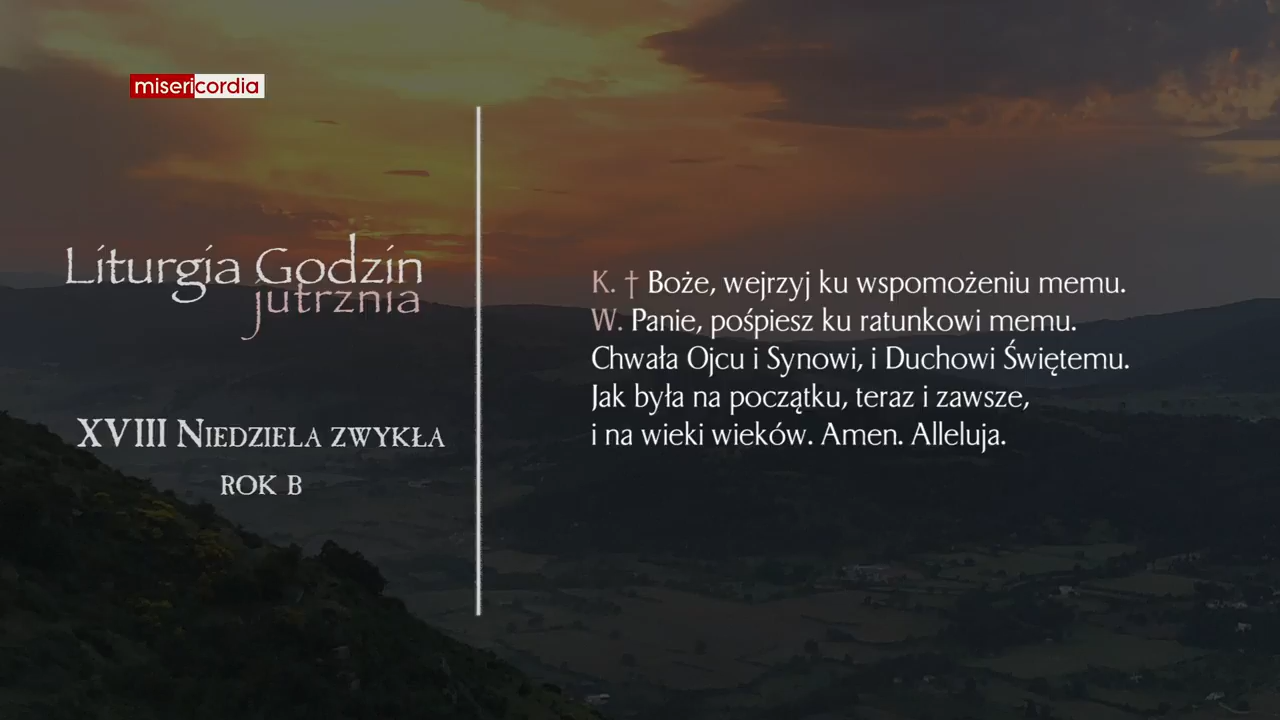 misericordia
Liturgia Godzin
jutrznia
XVIII NIEDZIELA ZWYKŁA
ROK B
K. † Boże, wejrzyj ku wspomożeniu memu.
W. Panie, pośpiesz ku ratunkowi memu.
Chwała Ojcu i Synowi, i Duchowi Świętemu.
Jak była na początku, teraz i zawsze,
i na wieki wieków. Amen. Alleluja.